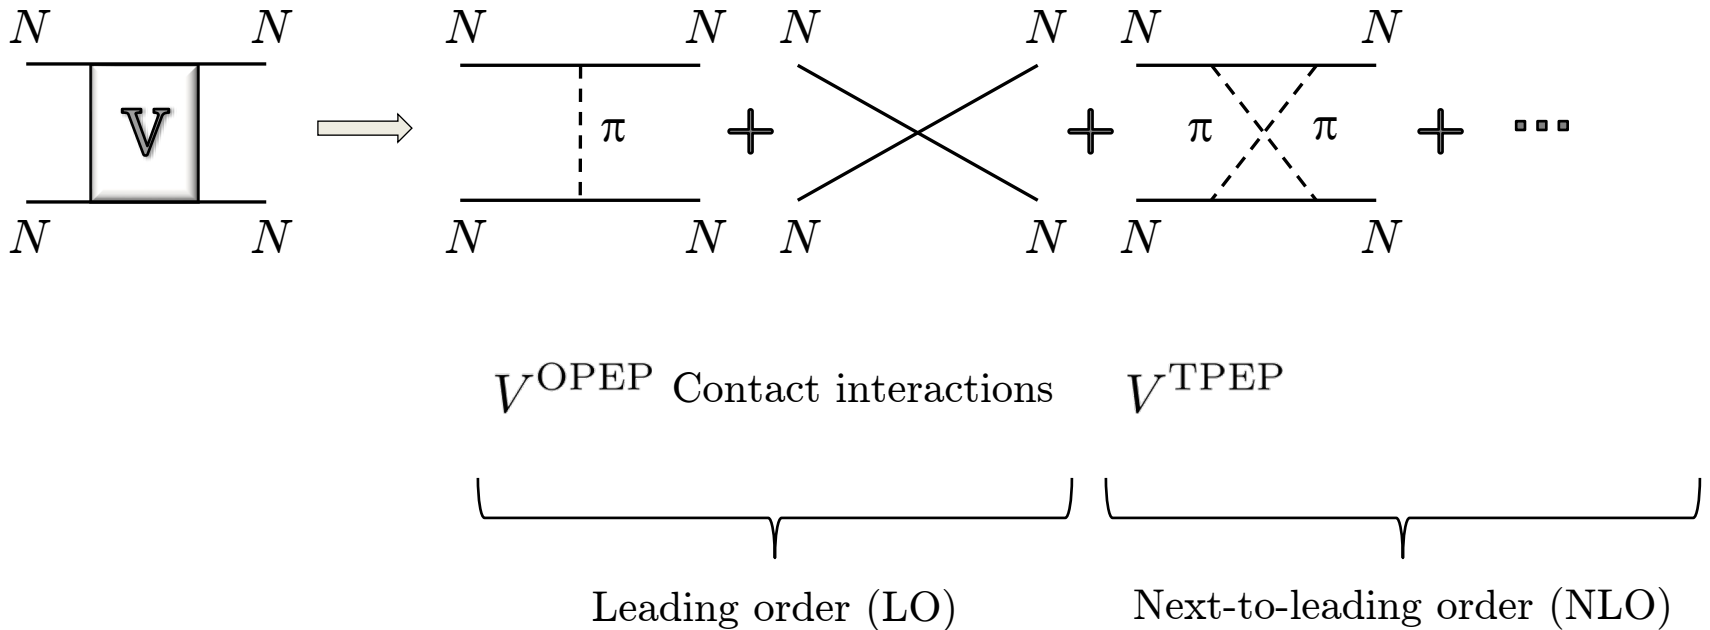 N N N N N N N N
V π + + π π + ...
N N N N N N N N
V^OPEP Contact interactions V^TPEP
Leading order (LO) Next-to-leading order (NLO)